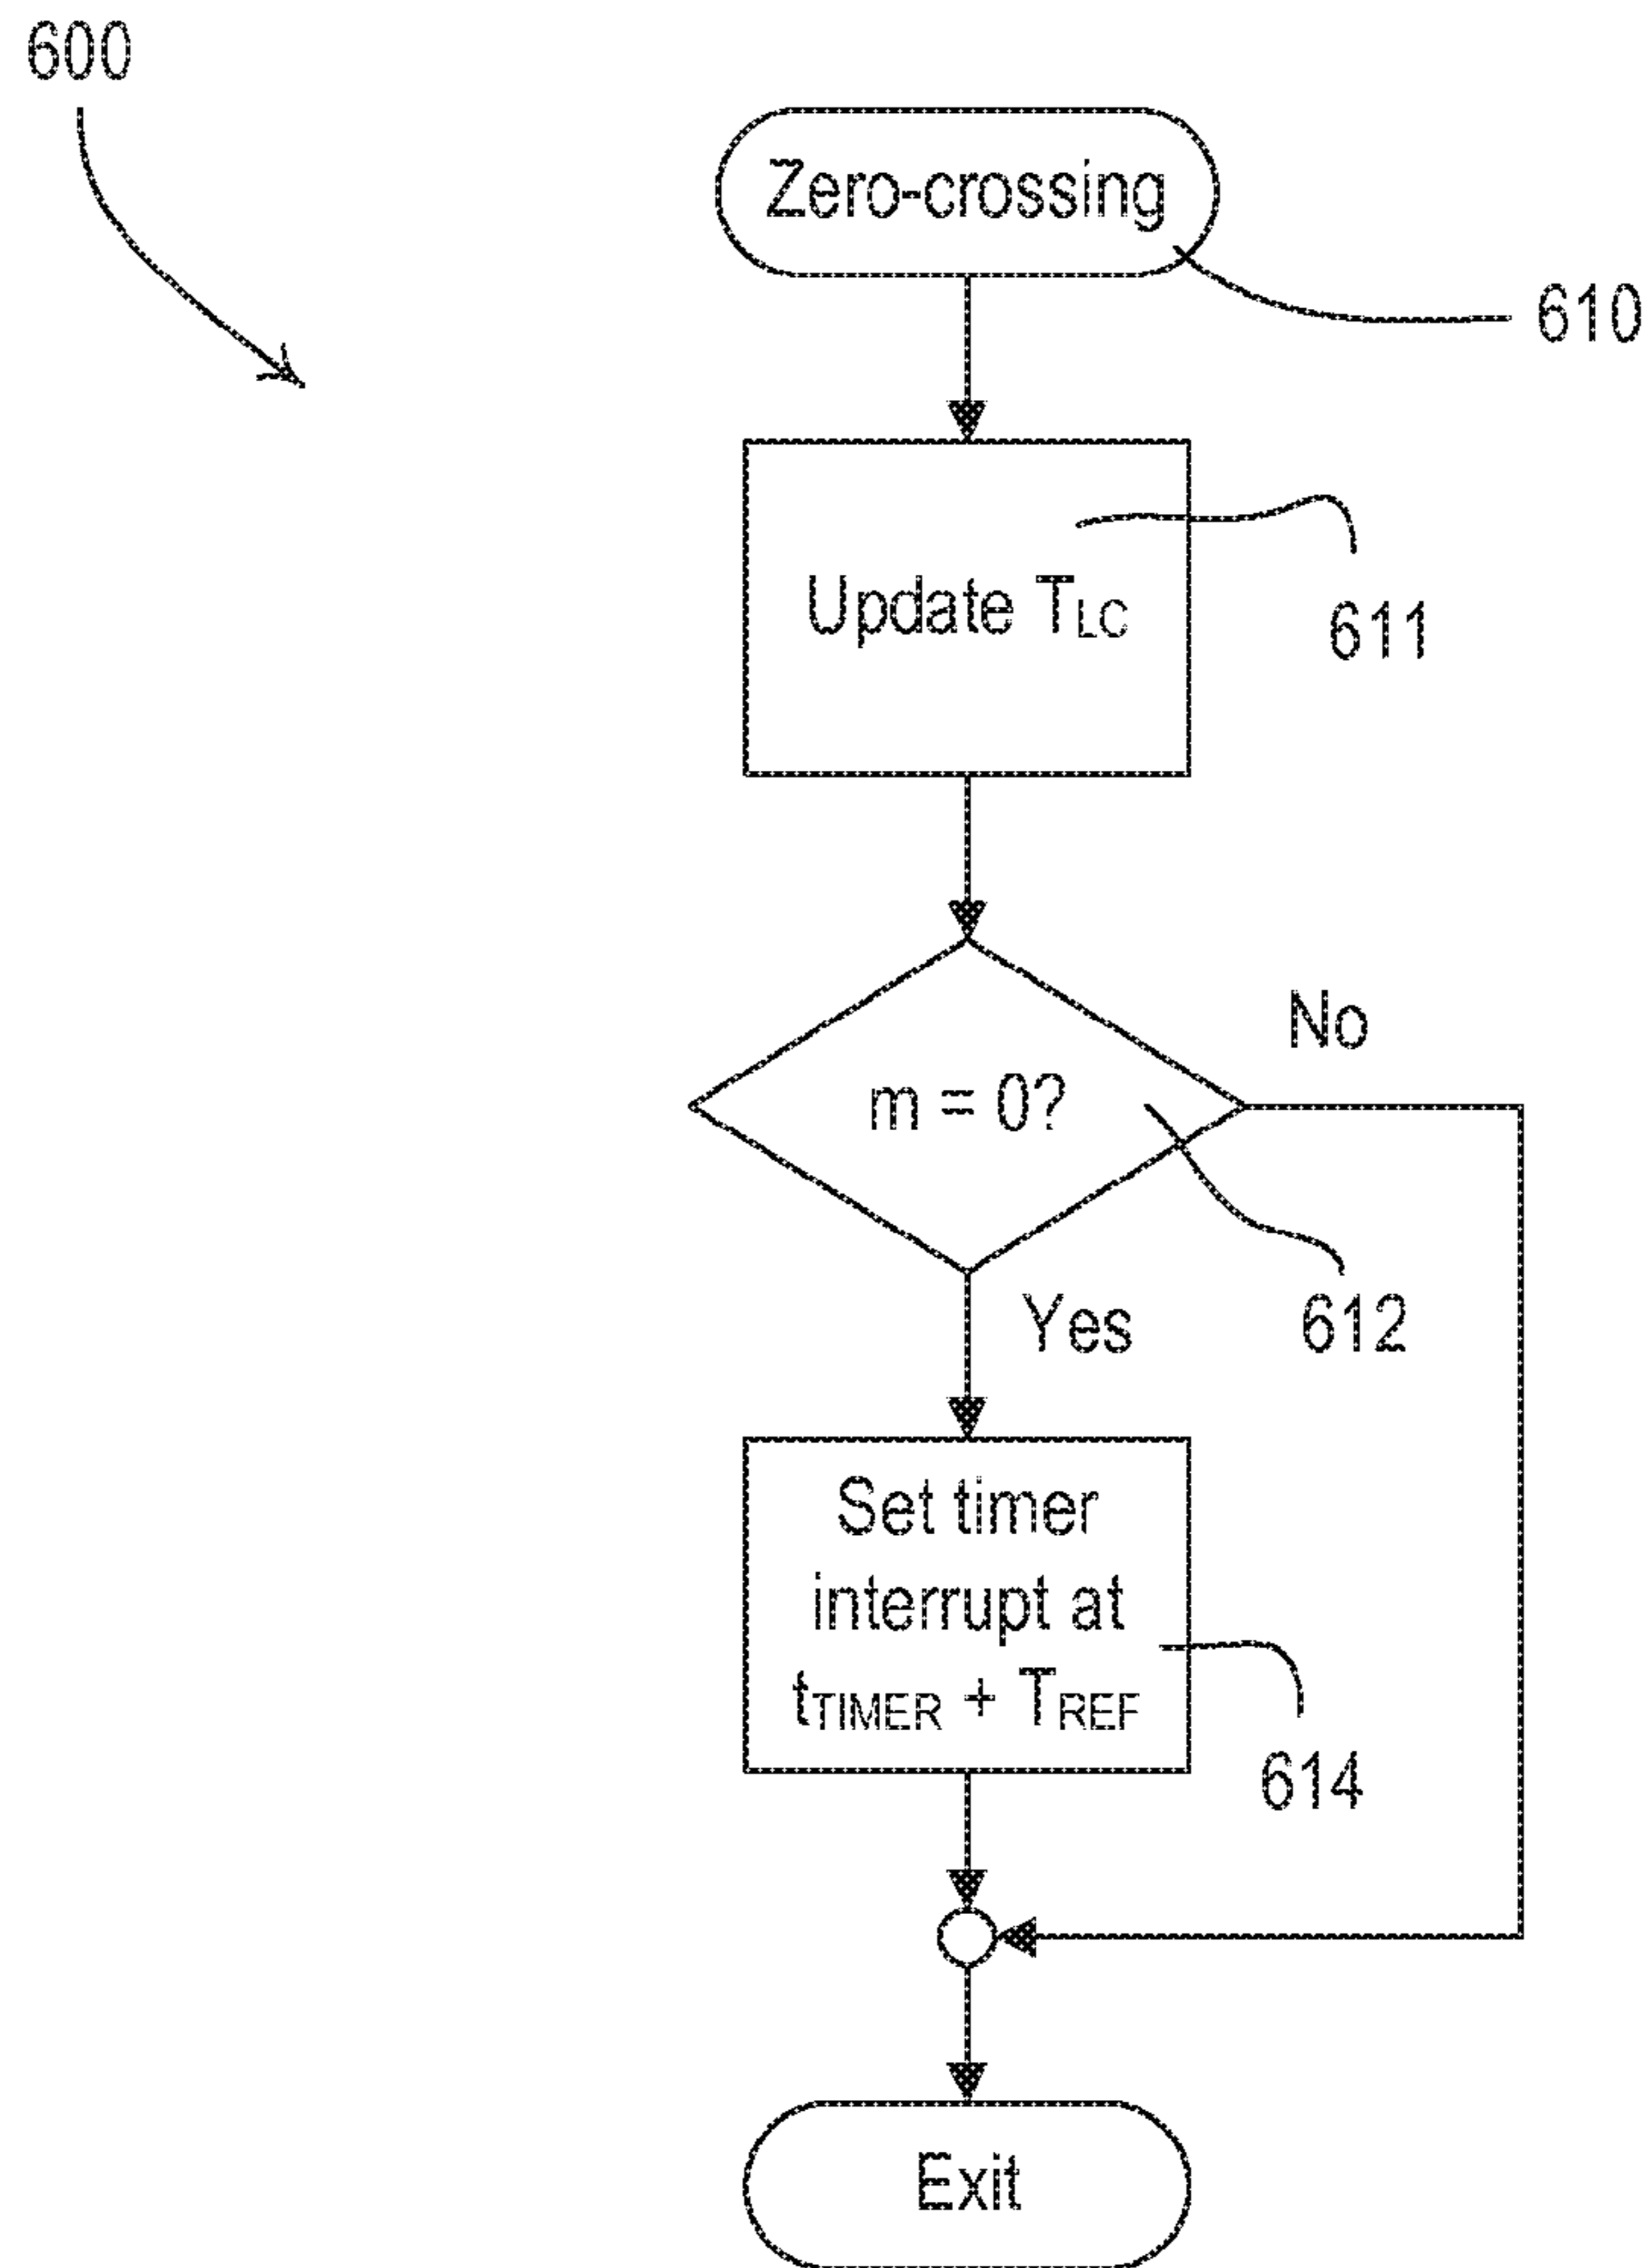 600
Zero-crossing
610
Update TLC
611
No
m = 0?
Yes
612
Set timer
interrupt at
tTIMER + TREF
614
Exit